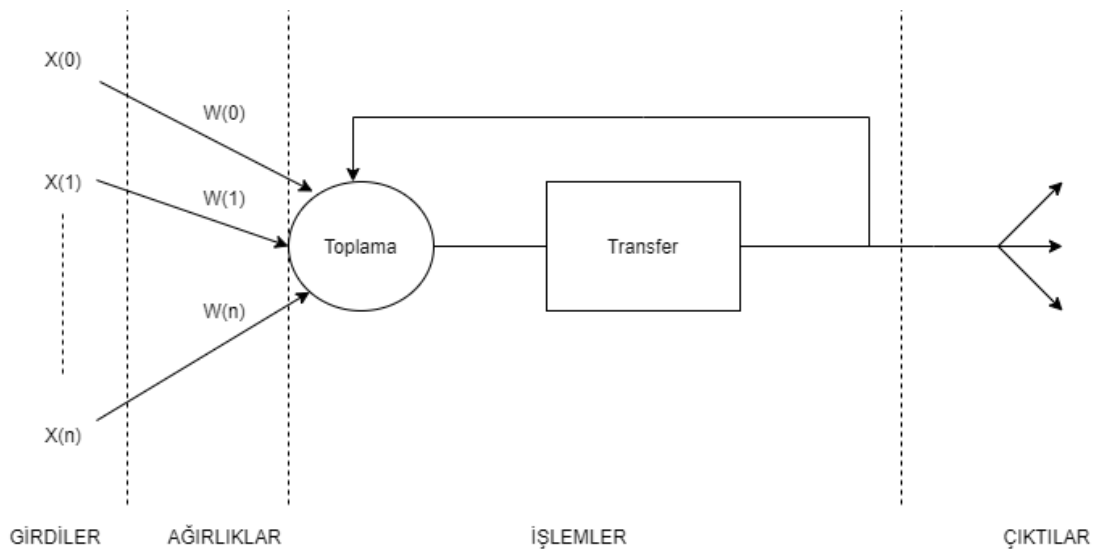 X(0)
W(0)
X(1)
W(1)
Toplama
Transfer
W(n)
X(n)
GİRDİLER
AĞIRLIKLAR
İŞLEMLER
ÇIKTILAR